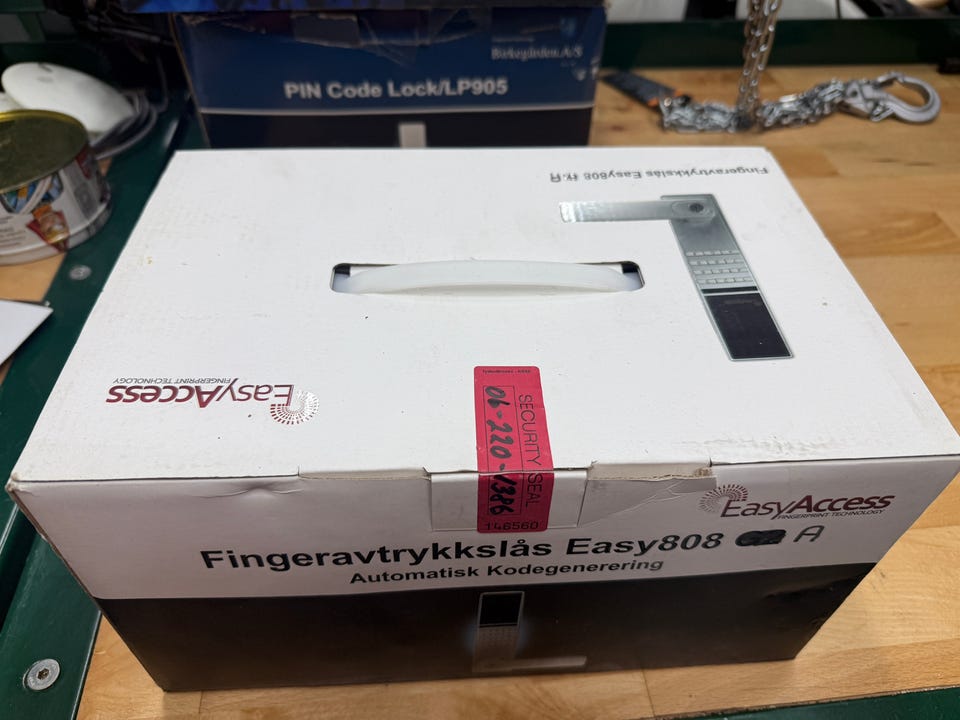 Birkegården A/S
PIN Code Lock/LP905
Fingeravtrykkslås Easy808 A
EasyAccess
FINGERPRINT TECHNOLOGY
SECURITY SEAL
06-220-1386
146560
EasyAccess
FINGERPRINT TECHNOLOGY
Fingeravtrykkslås Easy808 A
Automatisk Kodegenerering